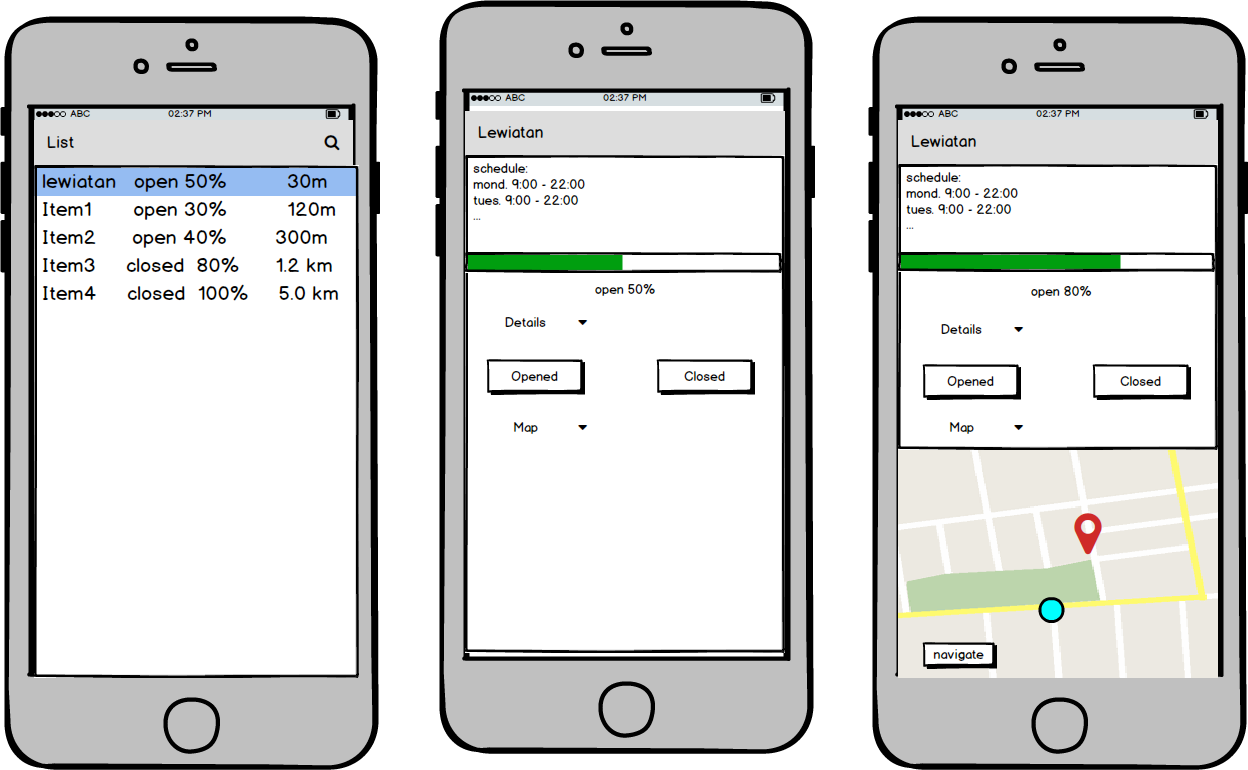 ABC 02:37 PM
List
lewiatan open 50% 30m
Item1 open 30% 120m
Item2 open 40% 300m
Item3 closed 80% 1.2 km
Item4 closed 100% 5.0 km
ABC 02:37 PM
Lewiatan
schedule:
mond. 9:00 - 22:00
tues. 9:00 - 22:00
...
open 50%
Details
Opened Closed
Map
ABC 02:37 PM
Lewiatan
schedule:
mond. 9:00 - 22:00
tues. 9:00 - 22:00
...
open 80%
Details
Opened Closed
Map
navigate